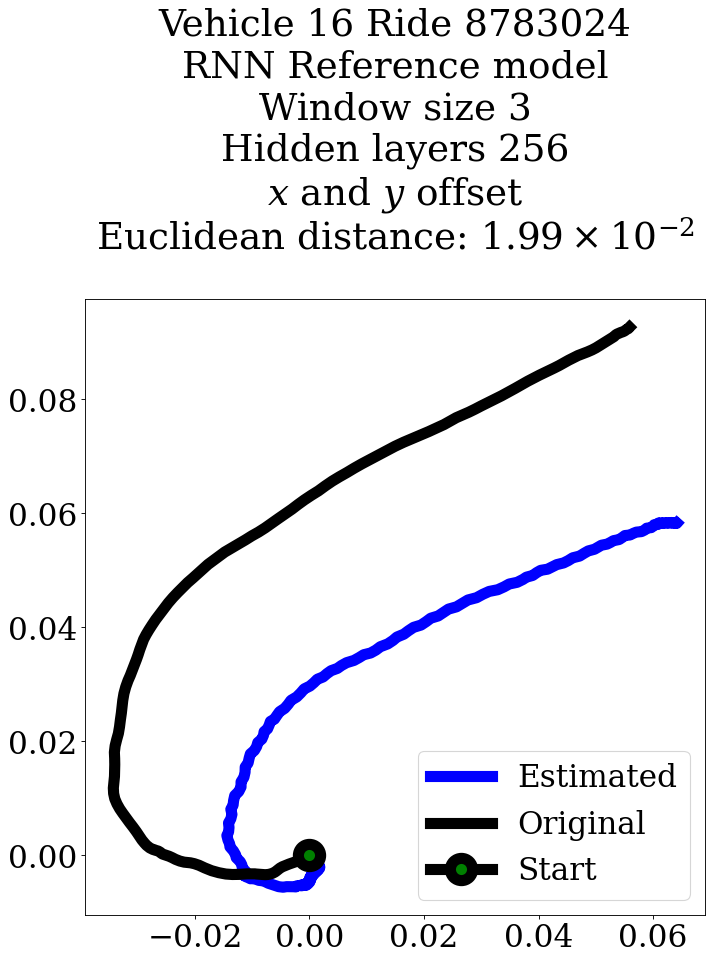 Vehicle 16 Ride 8783024
RNN Reference model
Window size 3
Hidden layers 256
x and y offset
Euclidean distance: 1.99 × 10⁻²
0.08
0.06
0.04
0.02
0.00
Estimated
Original
Start
−0.02 0.00 0.02 0.04 0.06